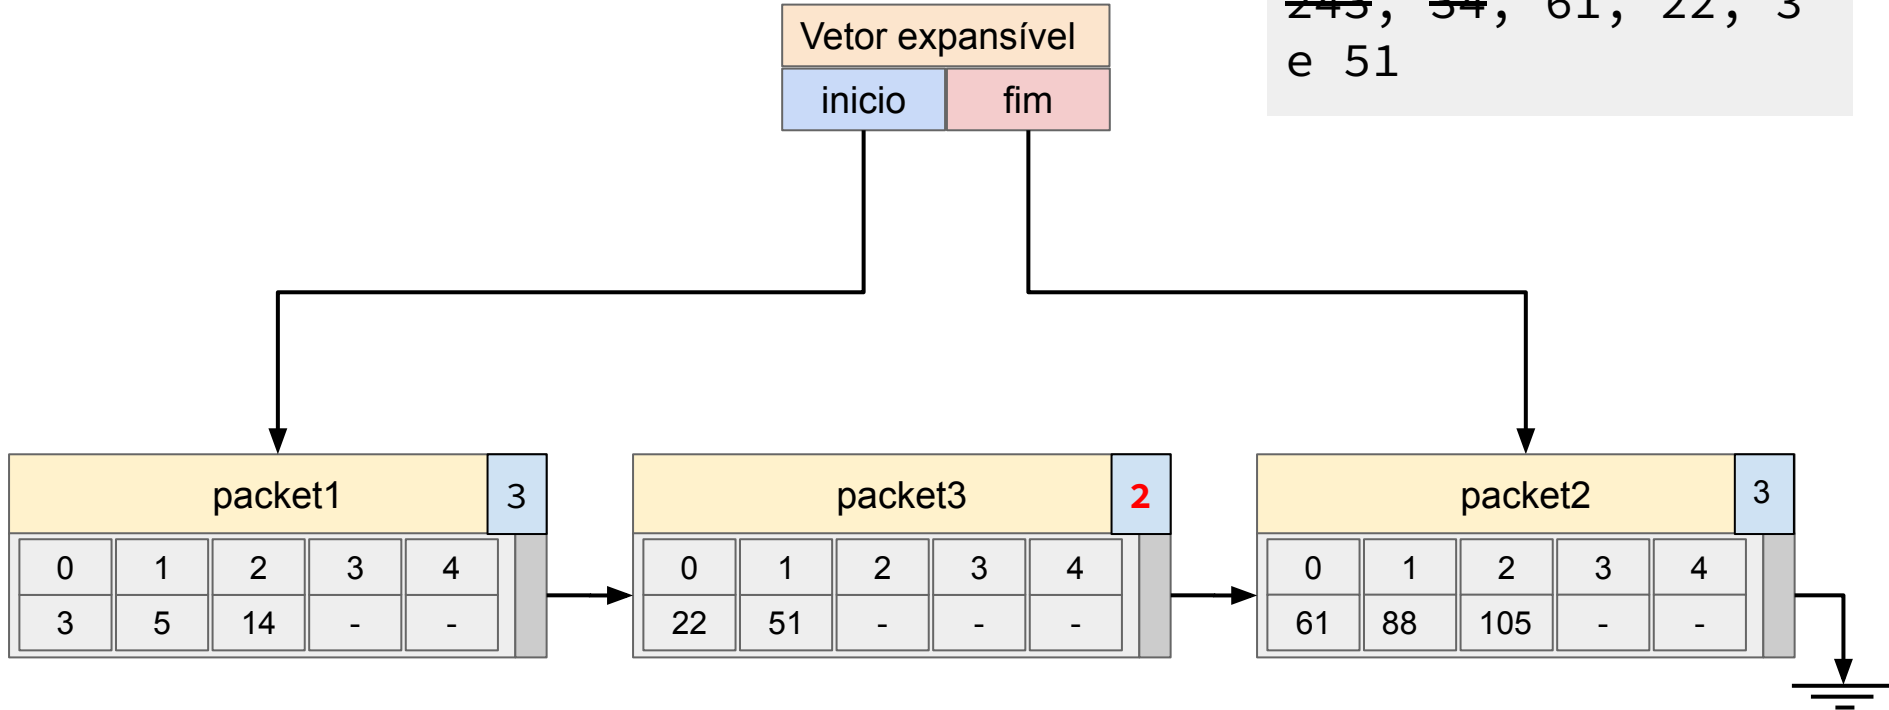 243, 34, 61, 22, 3
e 51
Vetor expansível
inicio fim
packet1 3
0 1 2 3 4
3 5 14 - -
packet3 2
0 1 2 3 4
22 51 - - -
packet2 3
0 1 2 3 4
61 88 105 - -